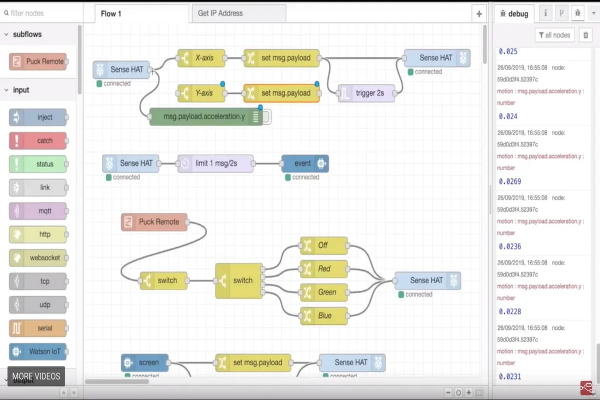 filter nodes
Flow 1
Get IP Address
debug
all nodes
subflows
Puck Remote
input
inject
catch
status
link
mqtt
http
websocket
tcp
udp
serial
Watson IoT
MORE VIDEOS
Sense HAT
connected
X-axis
set msg.payload
Sense HAT
connected
Y-axis
set msg.payload
trigger 2s
msg.payload.acceleration.y
Sense HAT
connected
limit 1 msg/2s
event
connected
Puck Remote
switch
switch
Off
Red
Green
Blue
Sense HAT
connected
screen
connected
set msg.payload
Sense HAT
connected
0.025
26/09/2019, 16:55:08 node:
59d0d3f4.52397c
motion : msg.payload.acceleration.y :
number
0.024
26/09/2019, 16:55:08 node:
59d0d3f4.52397c
motion : msg.payload.acceleration.y :
number
0.0269
26/09/2019, 16:55:08 node:
59d0d3f4.52397c
motion : msg.payload.acceleration.y :
number
0.0236
26/09/2019, 16:55:08 node:
59d0d3f4.52397c
motion : msg.payload.acceleration.y :
number
0.0228
26/09/2019, 16:55:08 node:
59d0d3f4.52397c
motion : msg.payload.acceleration.y :
number
0.0231